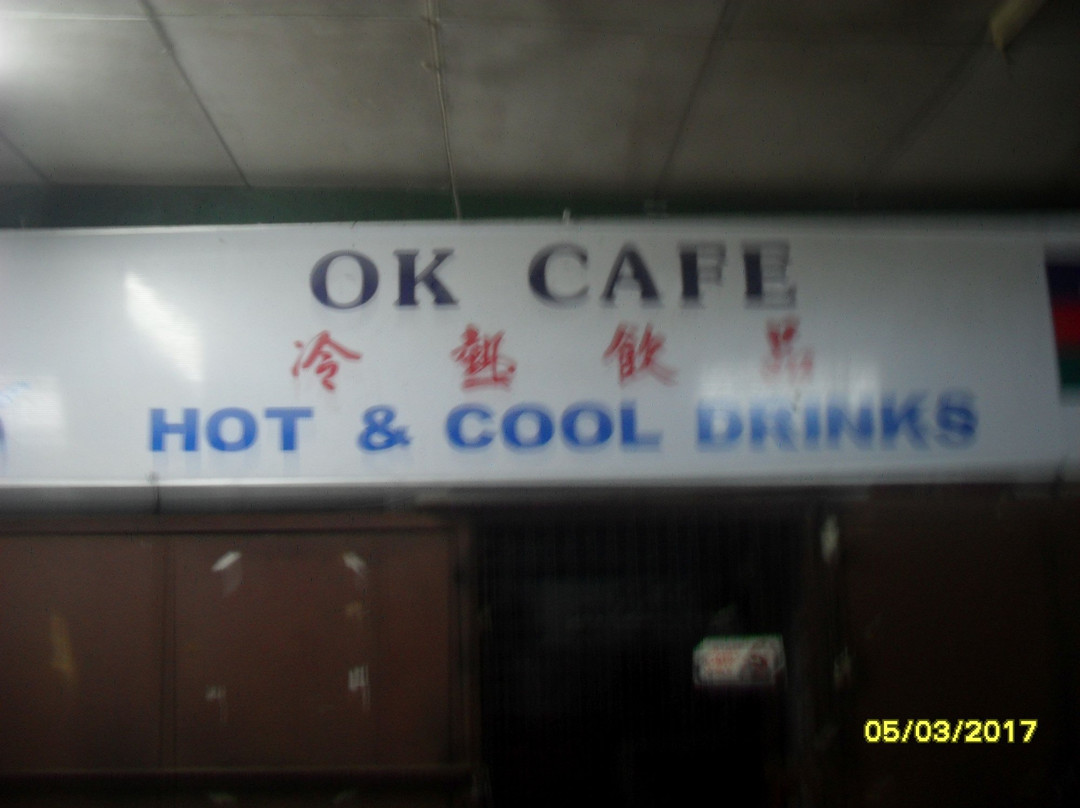 OK CAFE
冷熱飲品
HOT & COOL DRINKS
05/03/2017